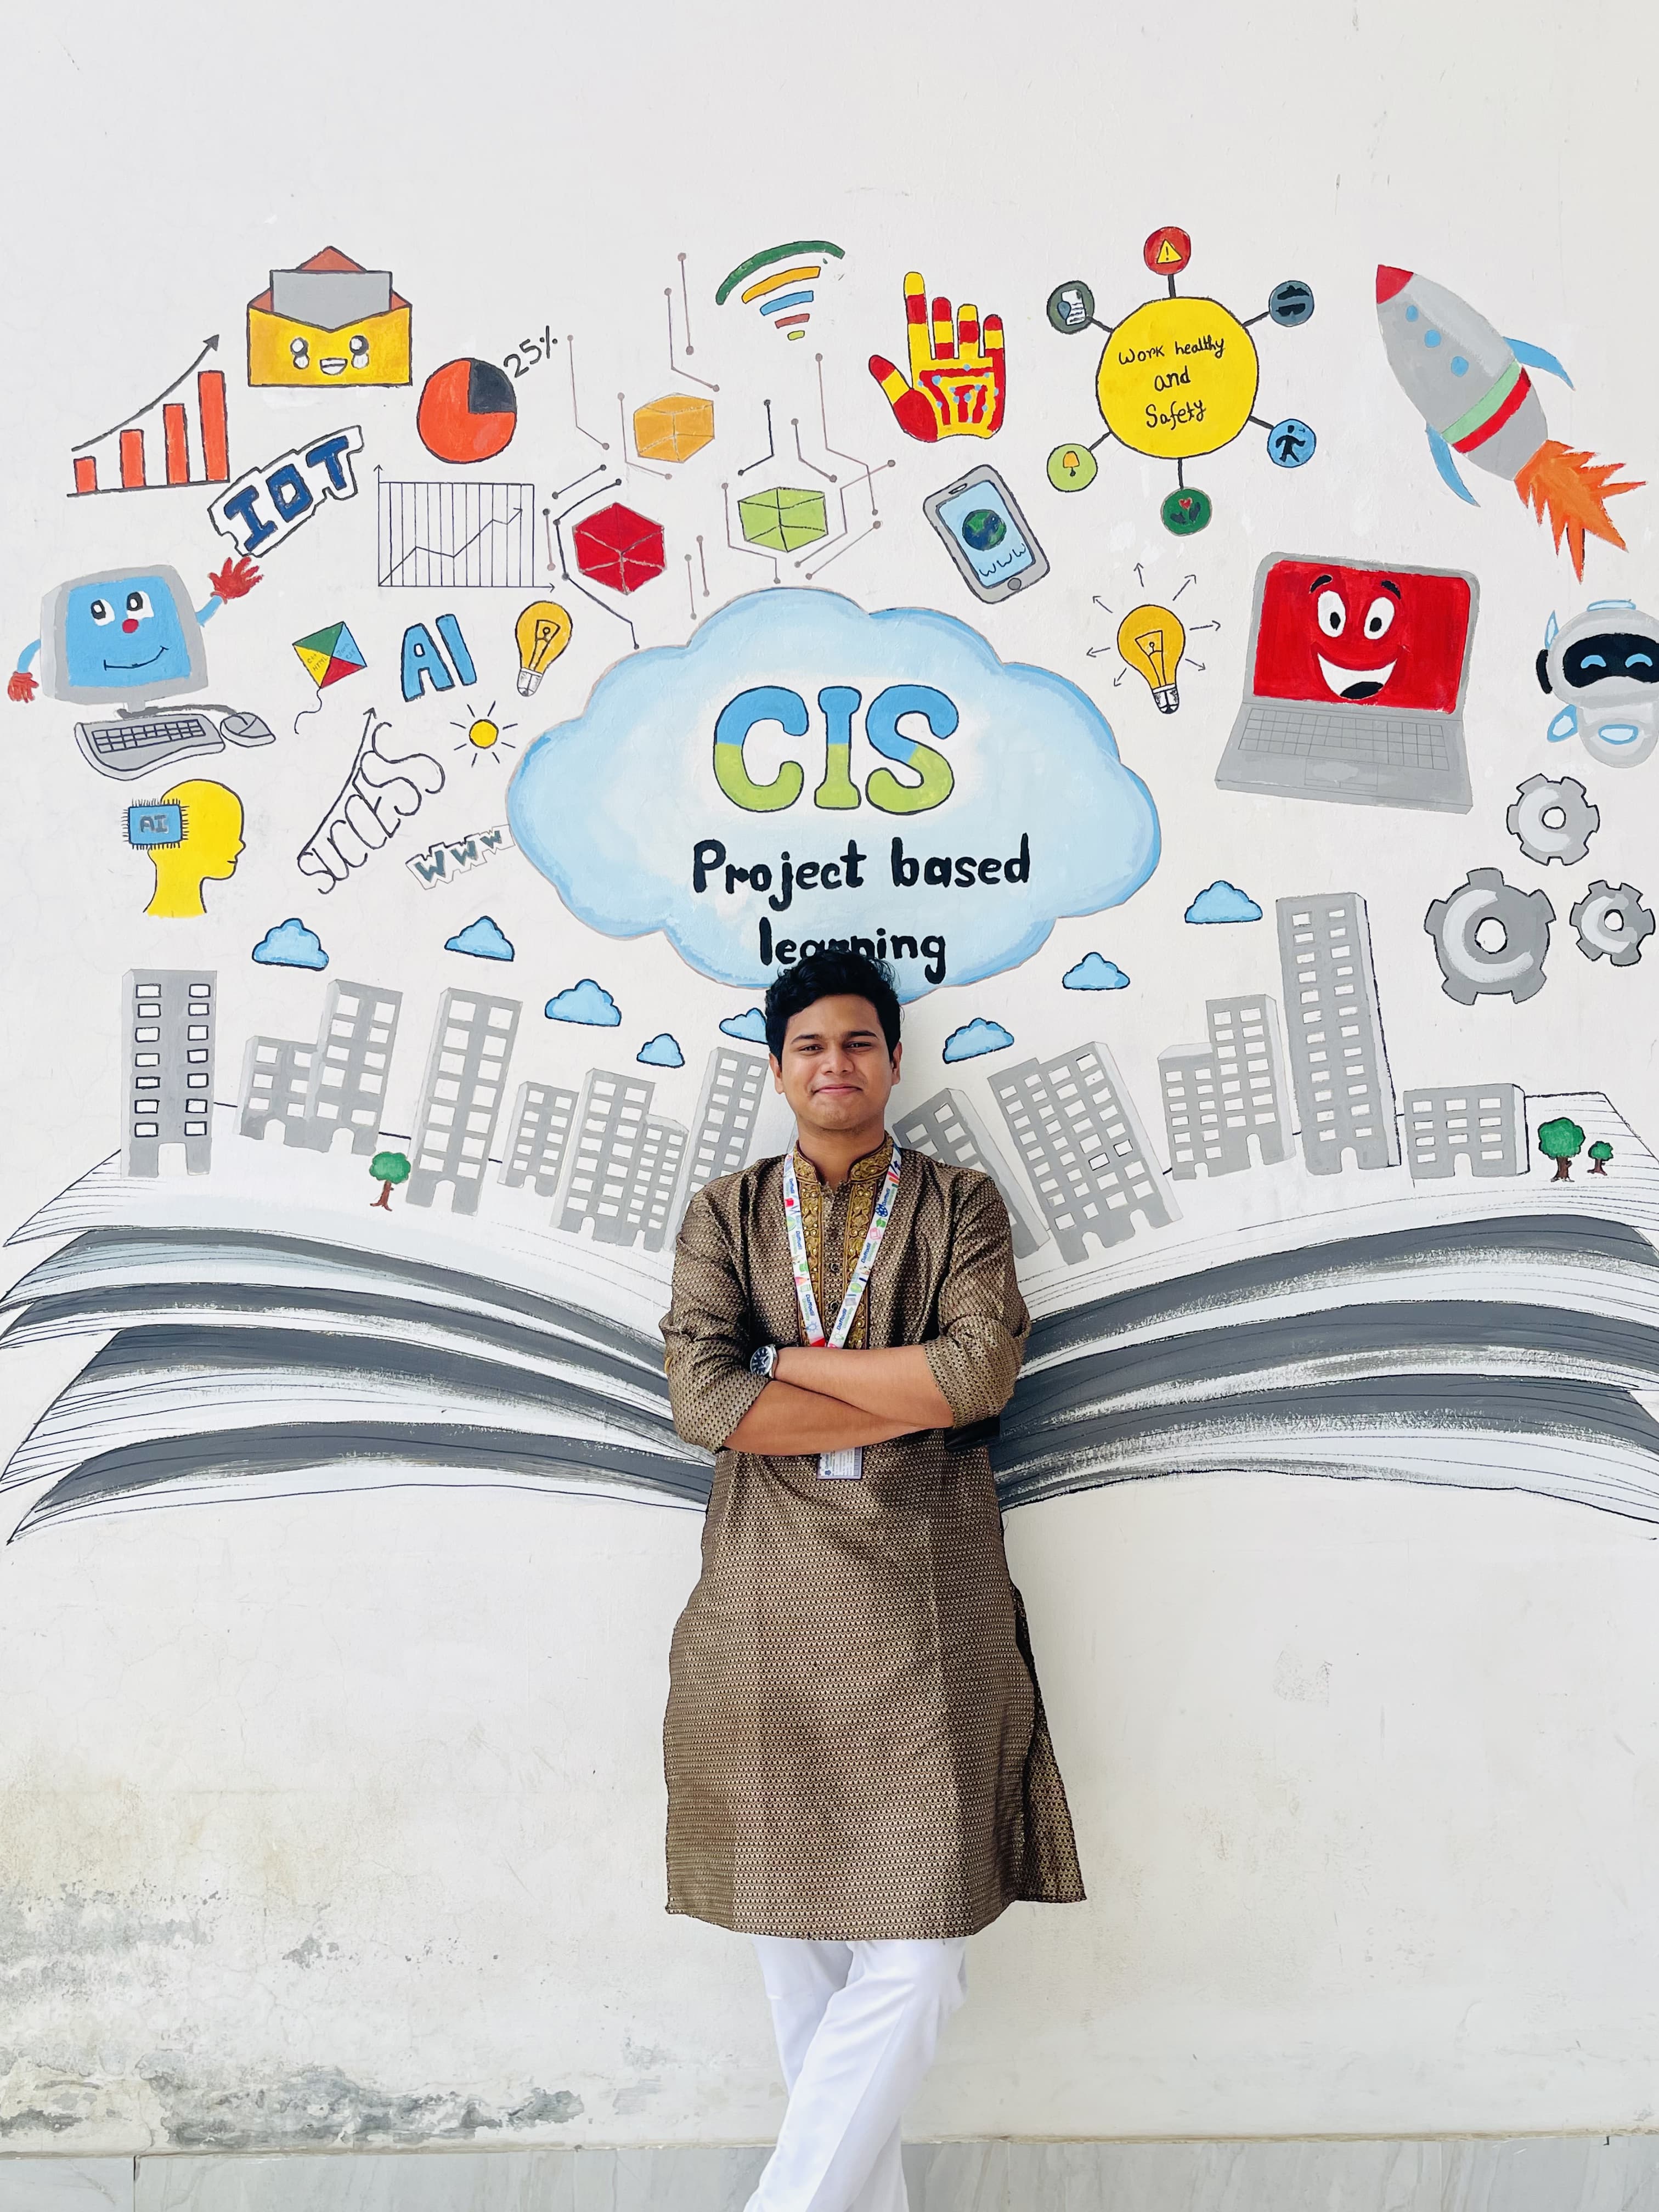 25%
Work healthy
and
Safety
IOT
WWW
AI
CIS
SUCCESS
AI
Project based
WWW
learning